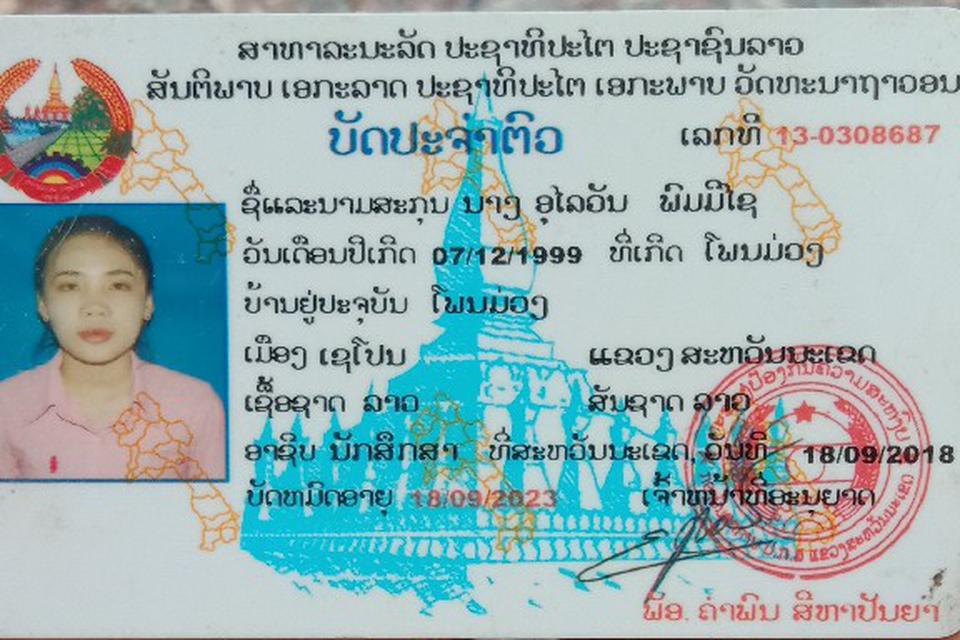 ສາທາລະນະລັດ ປະຊາທິປະໄຕ ປະຊາຊົນລາວ
ສັນຕິພາບ ເອກະລາດ ປະຊາທິປະໄຕ ເອກະພາບ ວັດທະນາຖາວອນ
ບັດປະຈຳຕົວ ເລກທີ 13-0308687
ຊື່ແລະນາມສະກຸນ ນາງ ອຸໄລວັນ ພົມມີໄຊ
ວັນເດືອນປີເກີດ 07/12/1999 ທີ່ເກີດ ໂພນມ່ວງ
ບ້ານຢູ່ປະຈຸບັນ ໂພນມ່ວງ
ເມືອງ ເຊໂປນ ແຂວງ ສະຫວັນນະເຂດ
ເຊື້ອຊາດ ລາວ ສັນຊາດ ລາວ
ອາຊີບ ນັກສຶກສາ ທີ່ສະຫວັນນະເຂດ, ວັນທີ 18/09/2018
ບັດຫມົດອາຍຸ 18/09/2023 ເຈົ້າຫນ້າທີ່ອະນຸຍາດ
ພອ. ຄຳພົນ ສີຫາປັນຍາ